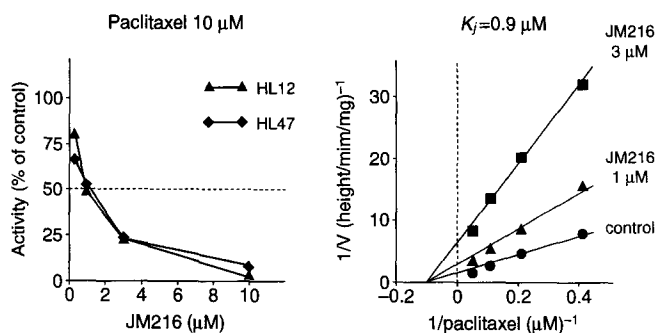 Paclitaxel 10 μM
Activity (% of control)
100
75
50
25
0
0 2 4 6 8 10
JM216 (μM)
HL12
HL47
Kj=0.9 μM
1/V (height/mim/mg)−1
30
20
10
0
−0.2 0 0.2 0.4
1/paclitaxel (μM)−1
JM216
3 μM
JM216
1 μM
control